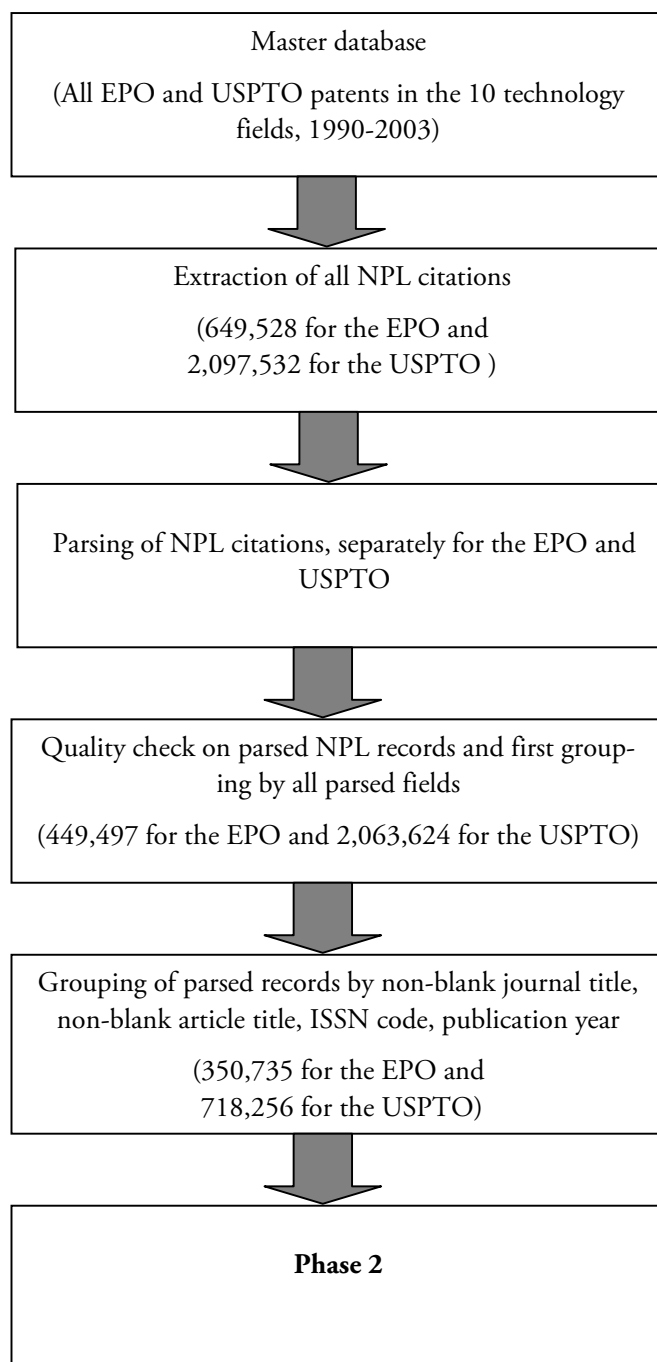 Master database
(All EPO and USPTO patents in the 10 technology
fields, 1990-2003)
Extraction of all NPL citations
(649,528 for the EPO and
2,097,532 for the USPTO )
Parsing of NPL citations, separately for the EPO and
USPTO
Quality check on parsed NPL records and first group-
ing by all parsed fields
(449,497 for the EPO and 2,063,624 for the USPTO)
Grouping of parsed records by non-blank journal title,
non-blank article title, ISSN code, publication year
(350,735 for the EPO and
718,256 for the USPTO)
Phase 2